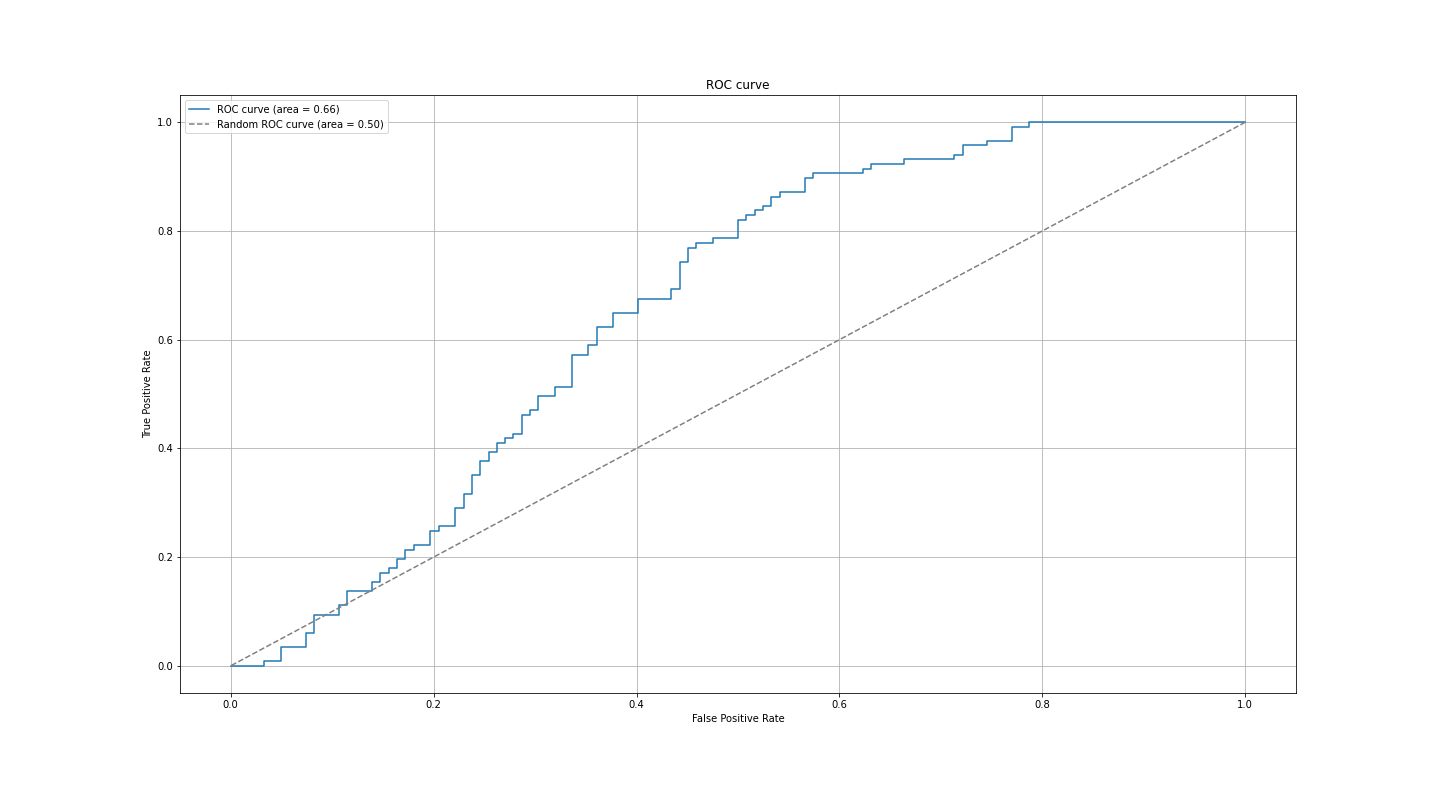 ROC curve
ROC curve (area = 0.66)
Random ROC curve (area = 0.50)
1.0
0.8
0.6
0.4
0.2
0.0
True Positive Rate
0.0 0.2 0.4 0.6 0.8 1.0
False Positive Rate